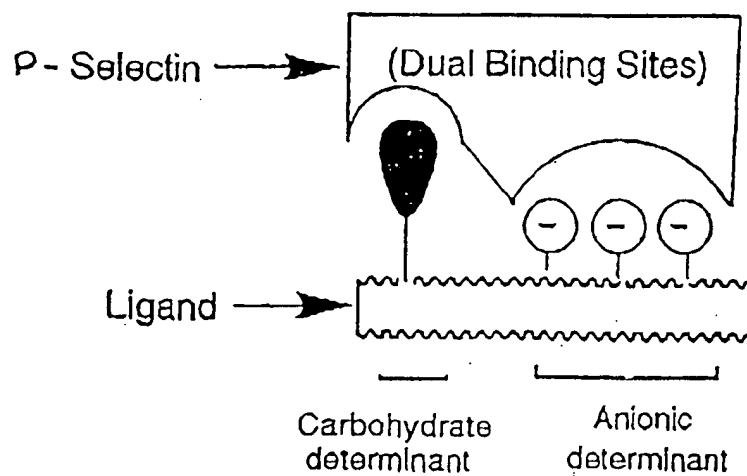 P - Selectin
(Dual Binding Sites)
- - -
Ligand
Carbohydrate
determinant
Anionic
determinant